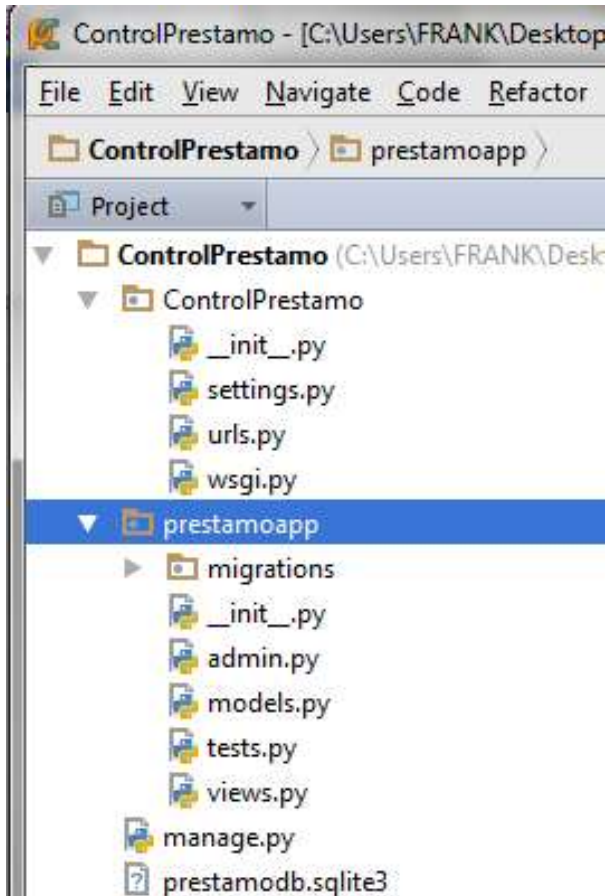 ControlPrestamo - [C:\Users\FRANK\Desktop
File Edit View Navigate Code Refactor
ControlPrestamo prestamoapp
Project
ControlPrestamo (C:\Users\FRANK\Desk
ControlPrestamo
__init__.py
settings.py
urls.py
wsgi.py
prestamoapp
migrations
__init__.py
admin.py
models.py
tests.py
views.py
manage.py
prestamodb.sqlite3